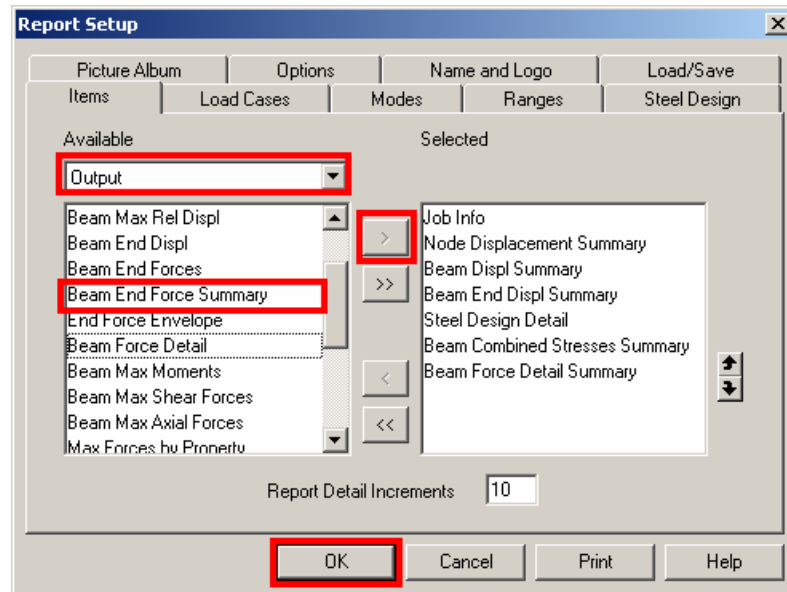 Report Setup
Picture Album
Options
Name and Logo
Load/Save
Items
Load Cases
Modes
Ranges
Steel Design
Available
Selected
Output
Beam Max Rel Displ
Beam End Displ
Beam End Forces
Beam End Force Summary
End Force Envelope
Beam Force Detail
Beam Max Moments
Beam Max Shear Forces
Beam Max Axial Forces
Max Forces by Property
>
>>
<
<<
Job Info
Node Displacement Summary
Beam Displ Summary
Beam End Displ Summary
Steel Design Detail
Beam Combined Stresses Summary
Beam Force Detail Summary
Report Detail Increments 10
OK
Cancel
Print
Help